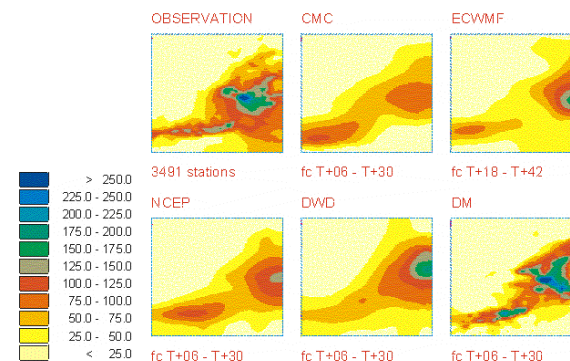 OBSERVATION CMC ECWMF
3491 stations fc T+06 - T+30 fc T+18 - T+42
NCEP DWD DM
> 250.0
225.0 - 250.0
200.0 - 225.0
175.0 - 200.0
150.0 - 175.0
125.0 - 150.0
100.0 - 125.0
75.0 - 100.0
50.0 - 75.0
25.0 - 50.0
< 25.0
fc T+06 - T+30 fc T+06 - T+30 fc T+06 - T+30